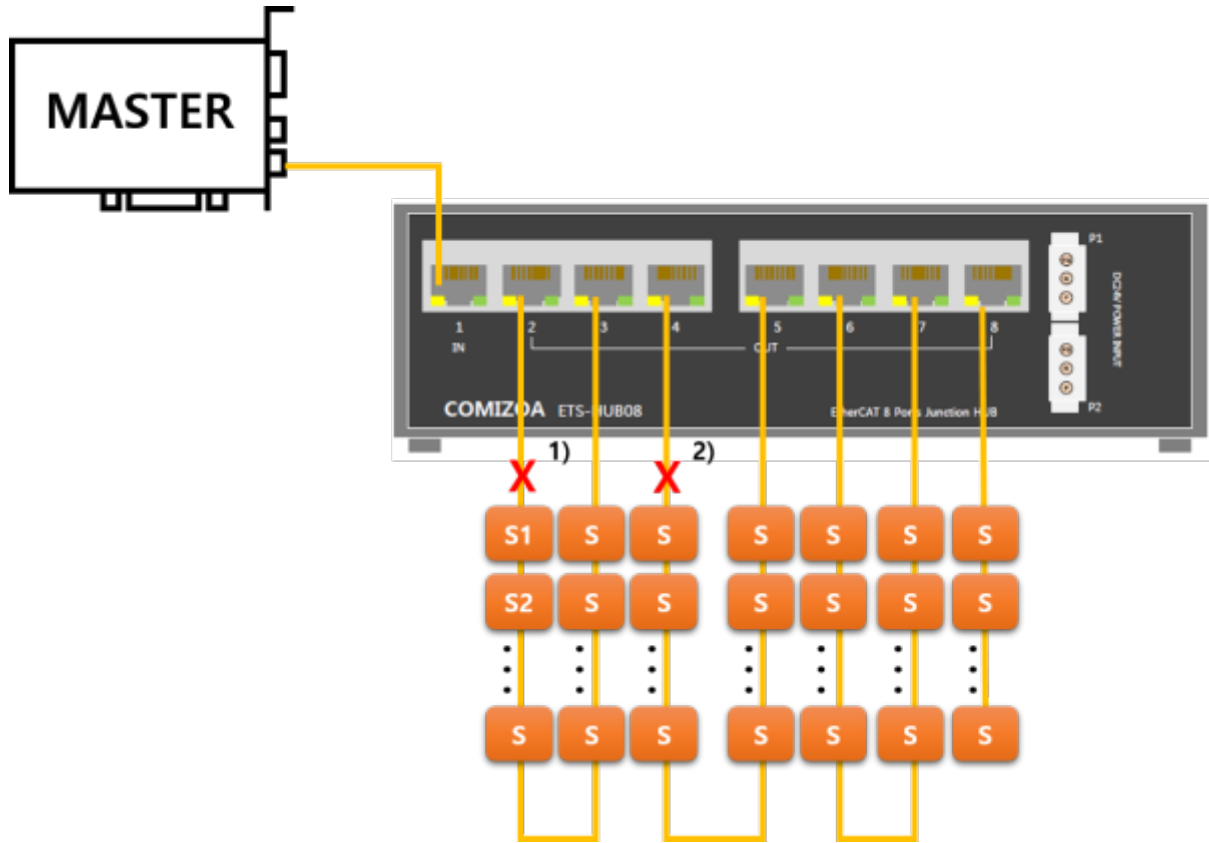 MASTER
P1
1 2 3 4 5 6 7 8
IN OUT
DC24V POWER INPUT
COMIZOA ETS-HUB08 EtherCAT 8 Ports Junction HUB
P2
1) 2)
X X
S1 S S S S S S
S2 S S S S S S
S S S S S S S